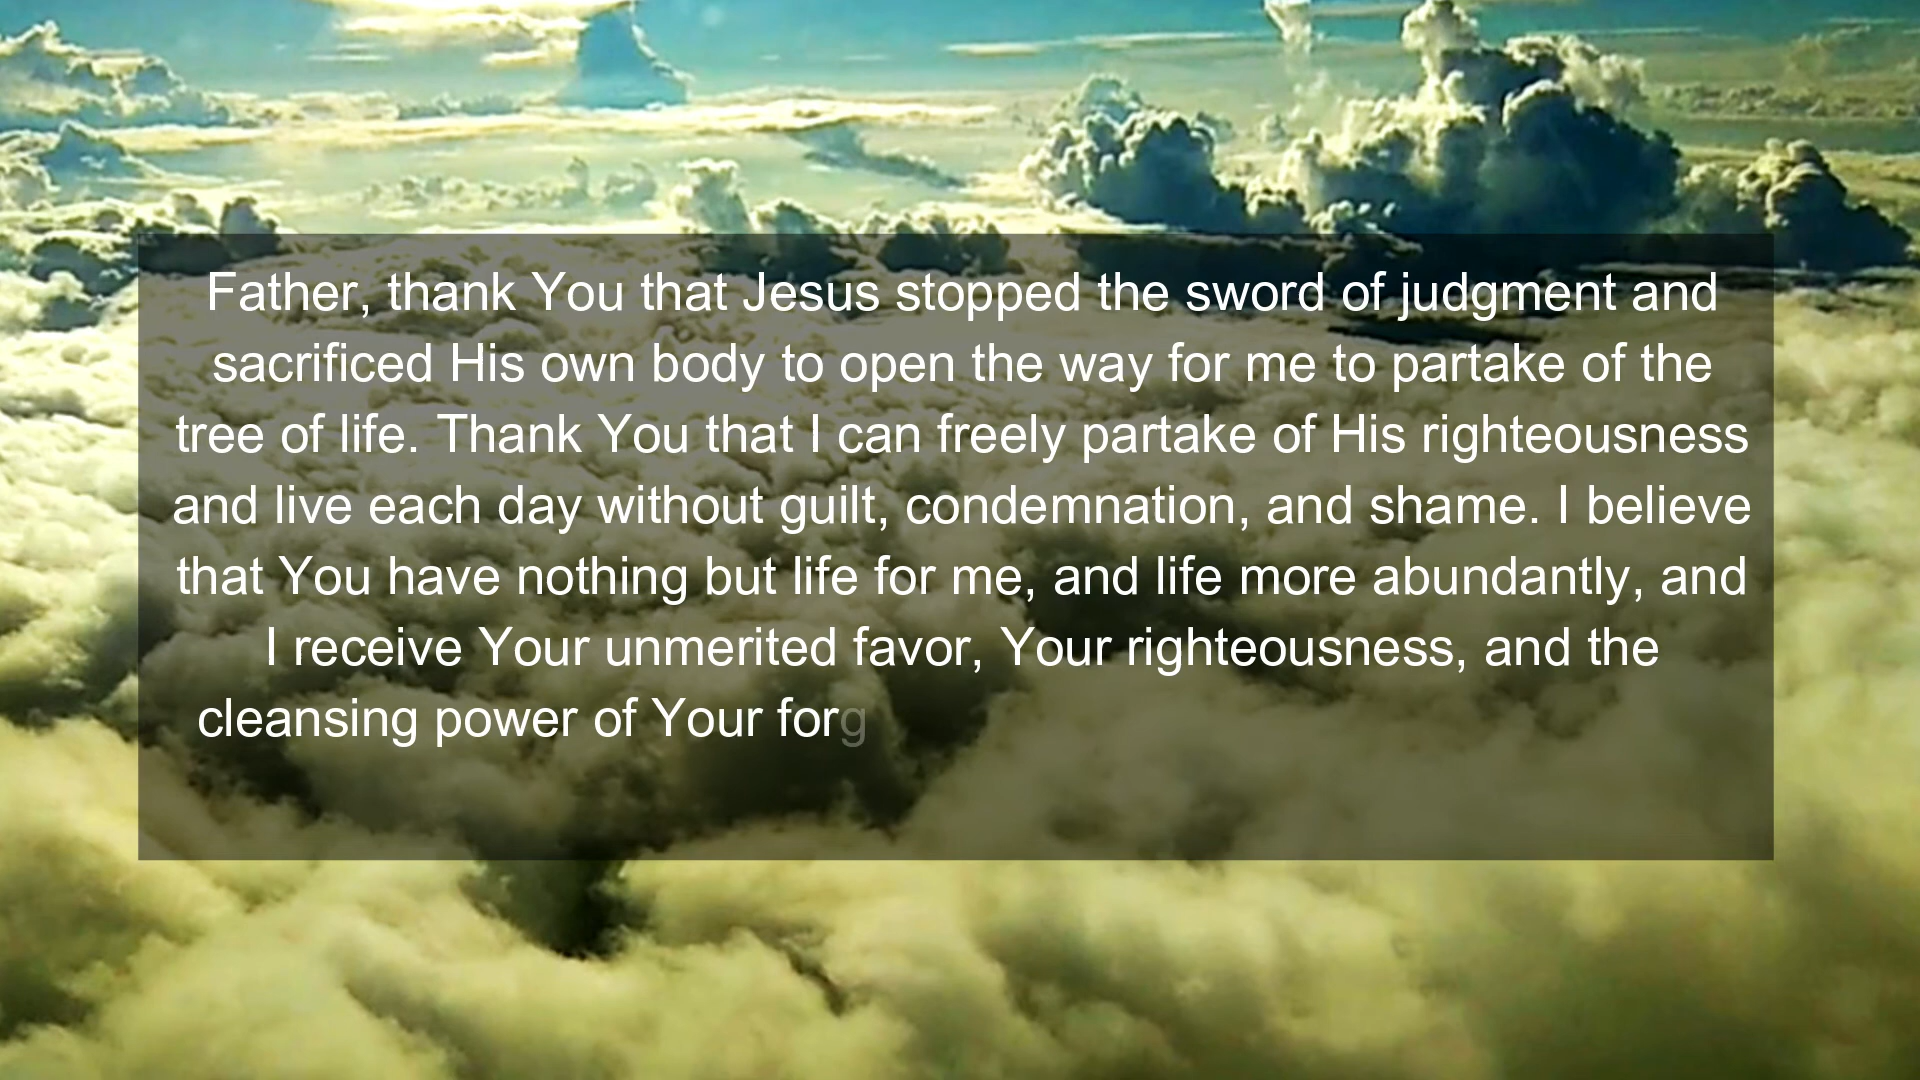 Father, thank You that Jesus stopped the sword of judgment and
sacrificed His own body to open the way for me to partake of the
tree of life. Thank You that I can freely partake of His righteousness
and live each day without guilt, condemnation, and shame. I believe
that You have nothing but life for me, and life more abundantly, and
I receive Your unmerited favor, Your righteousness, and the
cleansing power of Your forg